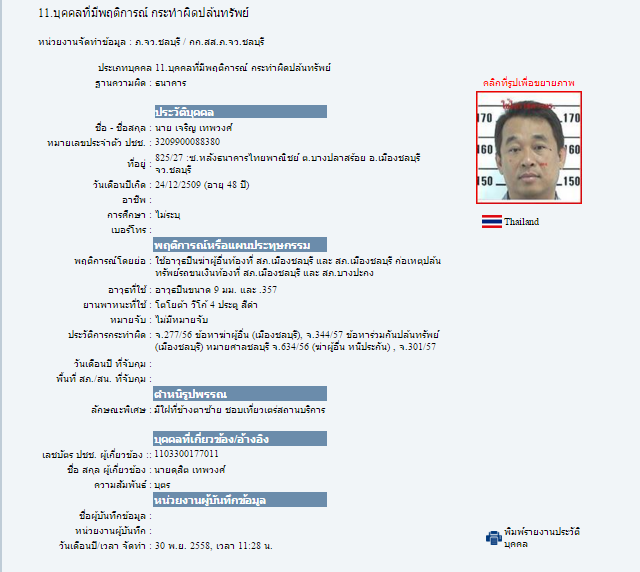 11.บุคคลที่มีพฤติการณ์ กระทำผิดปล้นทรัพย์
หน่วยงานจัดทำข้อมูล : ภ.จว.ชลบุรี / กก.สส.ภ.จว.ชลบุรี
ประเภทบุคคล 11.บุคคลที่มีพฤติการณ์ กระทำผิดปล้นทรัพย์
ฐานความผิด : ธนาคาร
คลิกที่รูปเพื่อขยายภาพ
170 170
160 160
150 150
Thailand
ประวัติบุคคล
ชื่อ - ชื่อสกุล : นาย เจริญ เทพวงศ์
หมายเลขประจำตัว ปชช. : 3209900088380
ที่อยู่ : 825/27 :ซ.หลังธนาคารไทยพาณิชย์ ต.บางปลาสร้อย อ.เมืองชลบุรี
จว.ชลบุรี
วันเดือนปีเกิด : 24/12/2509 (อายุ 48 ปี)
อาชีพ :
การศึกษา : ไม่ระบุ
เบอร์โทร :
พฤติการณ์หรือแผนประทุษกรรม
พฤติการณ์โดยย่อ : ใช้อาวุธปืนฆ่าผู้อื่นท้องที่ สภ.เมืองชลบุรี และ สภ.เมืองชลบุรี ก่อเหตุปล้น
ทรัพย์รถขนเงินท้องที่ สภ.เมืองชลบุรี และ สภ.บางปะกง
อาวุธที่ใช้ : อาวุธปืนขนาด 9 มม. และ .357
ยานพาหนะที่ใช้ : โตโยต้า วีโก้ 4 ประตู สีดำ
หมายจับ : ไม่มีหมายจับ
ประวัติการกระทำผิด : จ.277/56 ข้อหาฆ่าผู้อื่น (เมืองชลบุรี), จ.344/57 ข้อหาร่วมกันปล้นทรัพย์
(เมืองชลบุรี) หมายศาลชลบุรี จ.634/56 (ฆ่าผู้อื่น หนีประกัน) , จ.301/57
วันเดือนปี ที่จับกุม :
พื้นที่ สภ./สน. ที่จับกุม :
ตำหนิรูปพรรณ
ลักษณะพิเศษ : มีไฝที่ข้างตาซ้าย ชอบเที่ยวเตร่สถานบริการ
บุคคลที่เกี่ยวข้อง/อ้างอิง
เลขบัตร ปชช. ผู้เกี่ยวข้อง :: 1103300177011
ชื่อ สกุล ผู้เกี่ยวข้อง : นายดุสิต เทพวงศ์
ความสัมพันธ์ : บุตร
หน่วยงานผู้บันทึกข้อมูล
ชื่อผู้บันทึกข้อมูล :
หน่วยงานผู้บันทึก :
วันเดือนปี/เวลา จัดทำ : 30 พ.ย. 2558, เวลา 11:28 น.
พิมพ์รายงานประวัติ
บุคคล